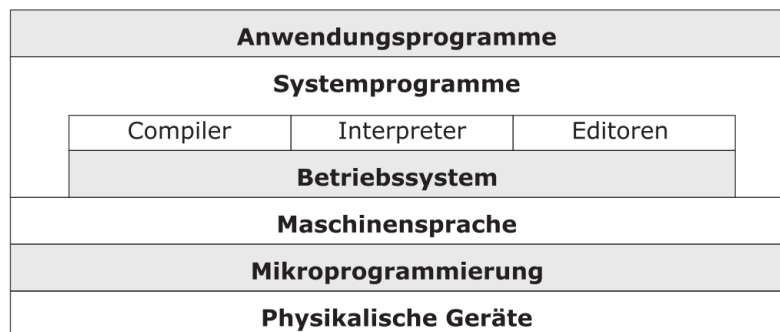 Anwendungsprogramme
Systemprogramme
Compiler Interpreter Editoren
Betriebssystem
Maschinensprache
Mikroprogrammierung
Physikalische Geräte